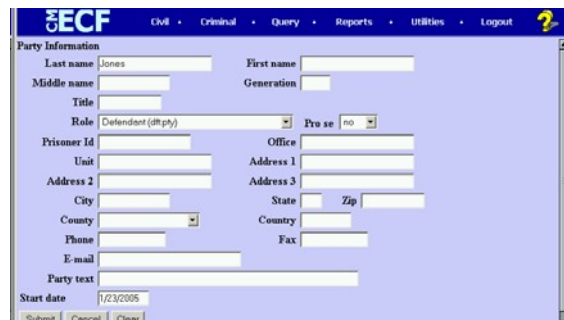 CM ECF Civil • Criminal • Query • Reports • Utilities • Logout ?
Party Information
Last name Jones First name
Middle name Generation
Title
Role Defendant (dft:pty) Pro se no
Prisoner Id Office
Unit Address 1
Address 2 Address 3
City State Zip
County Country
Phone Fax
E-mail
Party text
Start date 1/23/2005
Submit Cancel Clear